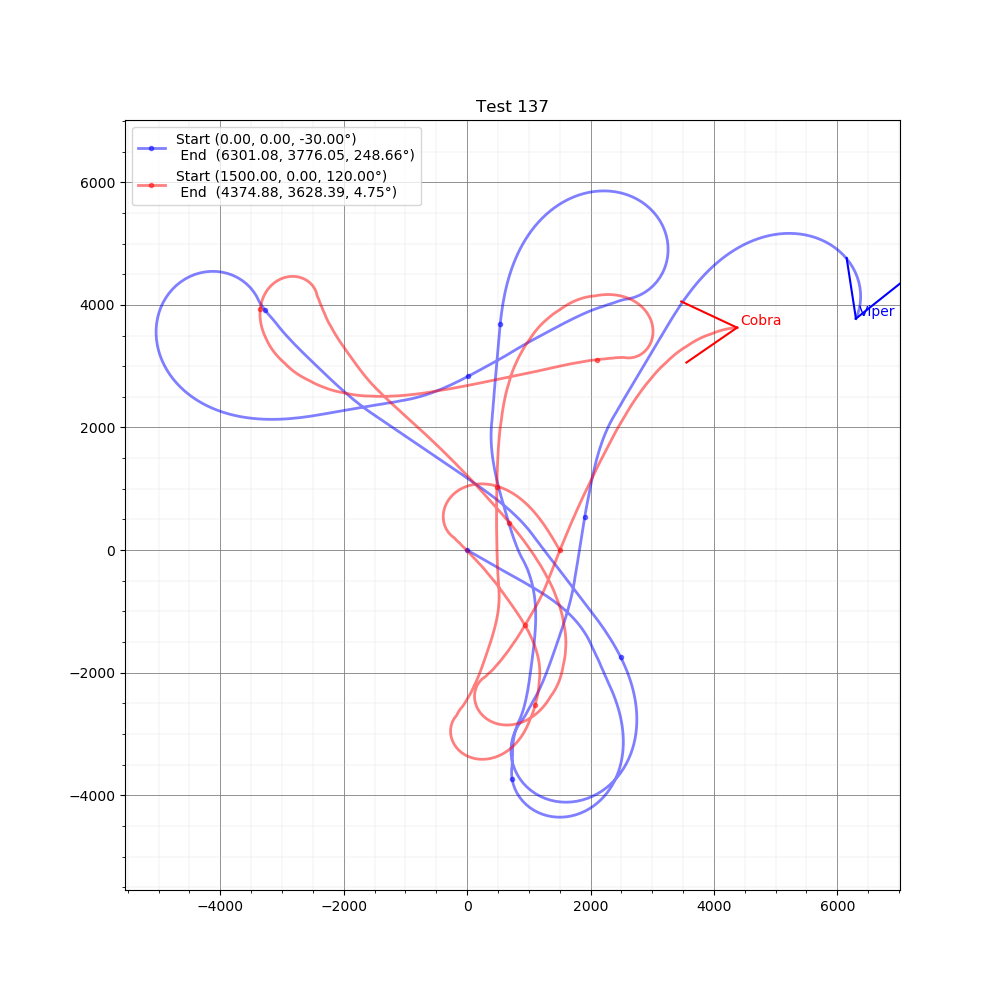 Test 137
Start (0.00, 0.00, -30.00°)
End (6301.08, 3776.05, 248.66°)
Start (1500.00, 0.00, 120.00°)
End (4374.88, 3628.39, 4.75°)
6000
4000
2000
0
−2000
−4000
Cobra
Viper
−4000
−2000
0
2000
4000
6000